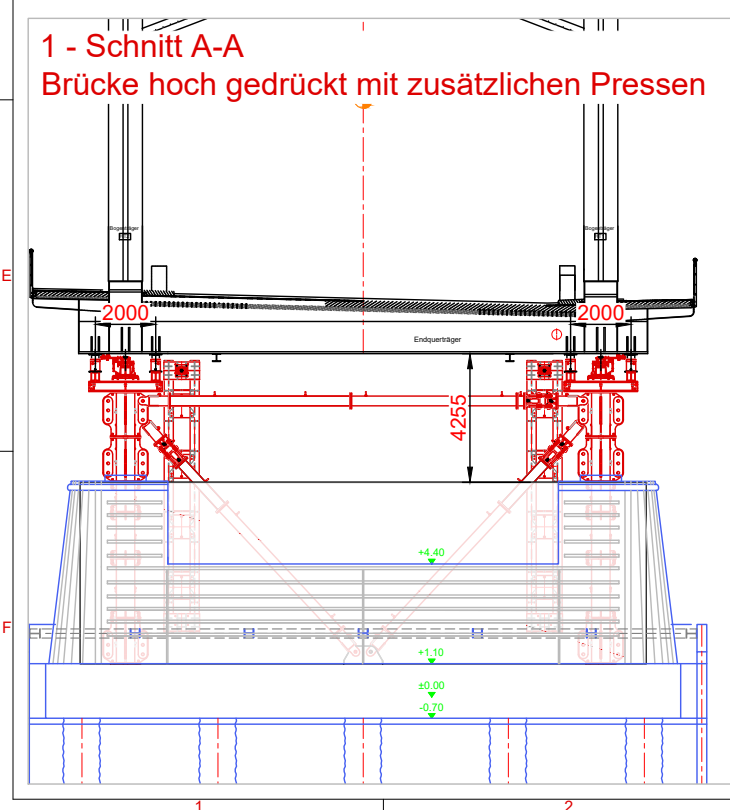 1 - Schnitt A-A
Brücke hoch gedrückt mit zusätzlichen Pressen
Bogenträger
Bogenträger
E
2000
2000
Endquerträger
4255
+4.40
F
+1.10
±0.00
-0.70
1
2